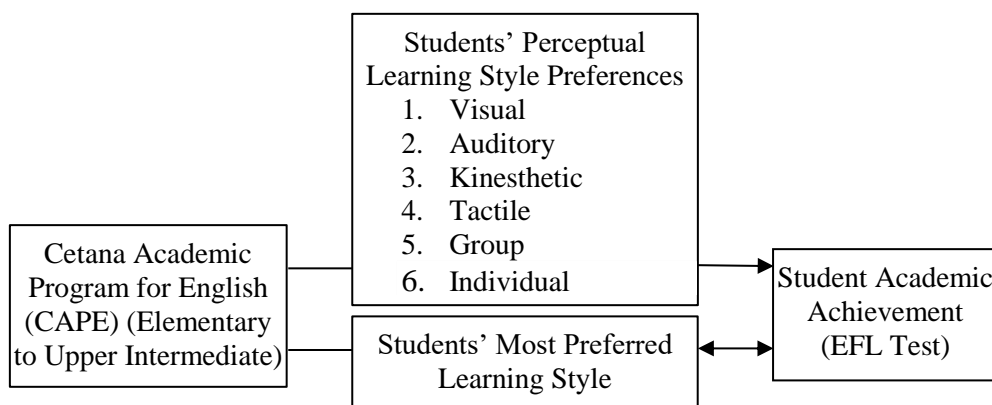 Students’ Perceptual
Learning Style Preferences
1. Visual
2. Auditory
3. Kinesthetic
4. Tactile
5. Group
6. Individual
Cetana Academic
Program for English
(CAPE) (Elementary
to Upper Intermediate)
Students’ Most Preferred
Learning Style
Student Academic
Achievement
(EFL Test)